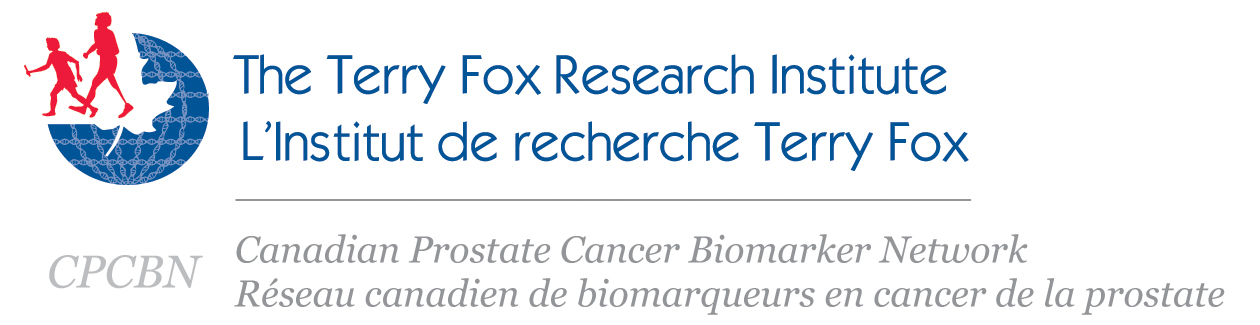 The Terry Fox Research Institute
L'Institut de recherche Terry Fox
CPCBN
Canadian Prostate Cancer Biomarker Network
Réseau canadien de biomarqueurs en cancer de la prostate